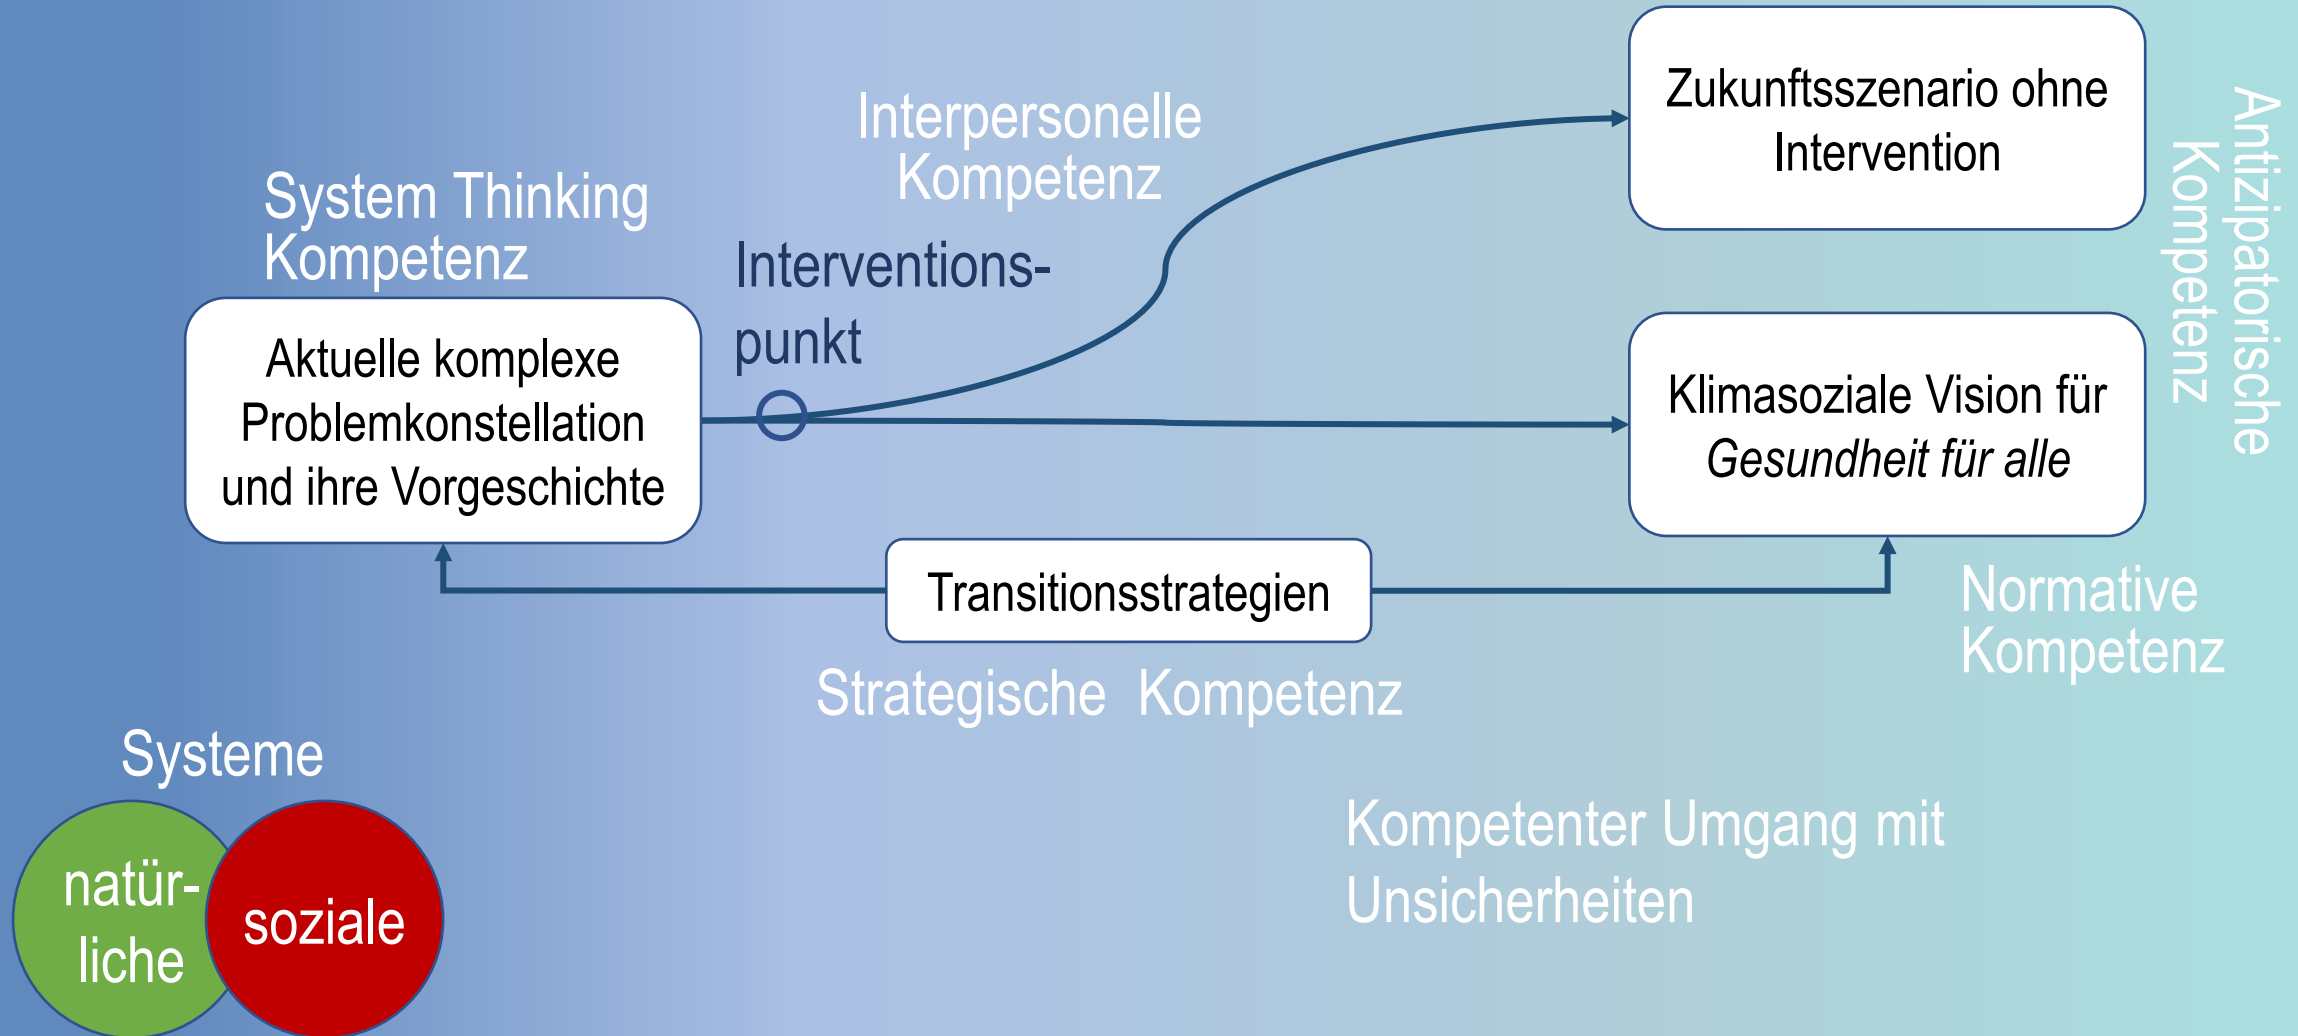 System Thinking
Kompetenz
Aktuelle komplexe
Problemkonstellation
und ihre Vorgeschichte
Interpersonelle
Kompetenz
Interventions-
punkt
Zukunftsszenario ohne
Intervention
Klimasoziale Vision für
Gesundheit für alle
Antizipatorische
Kompetenz
Transitionsstrategien
Strategische Kompetenz
Normative
Kompetenz
Systeme
natür-
liche
soziale
Kompetenter Umgang mit
Unsicherheiten